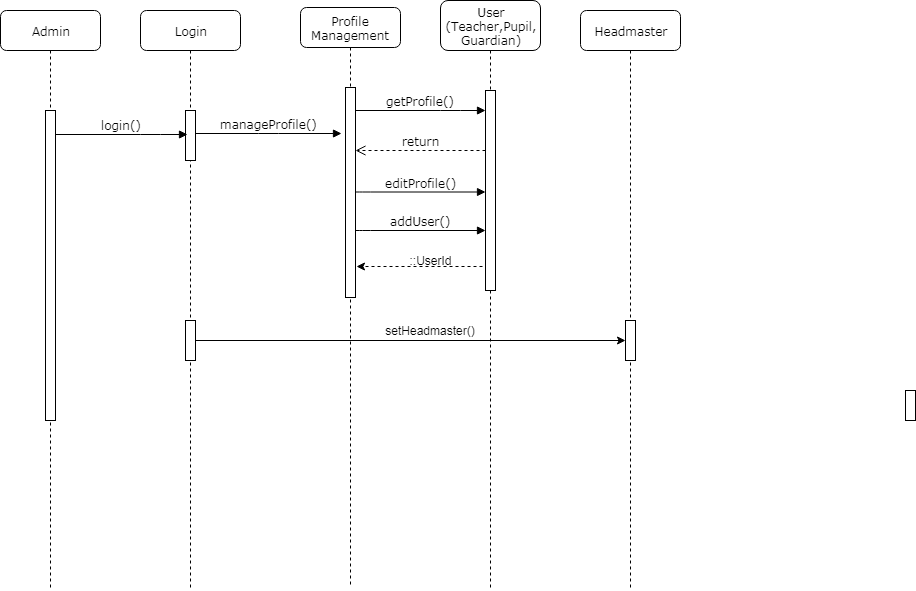 Admin
Login
Profile
Management
User
(Teacher,Pupil,
Guardian)
Headmaster
getProfile()
login()
manageProfile()
return
editProfile()
addUser()
::UserId
setHeadmaster()